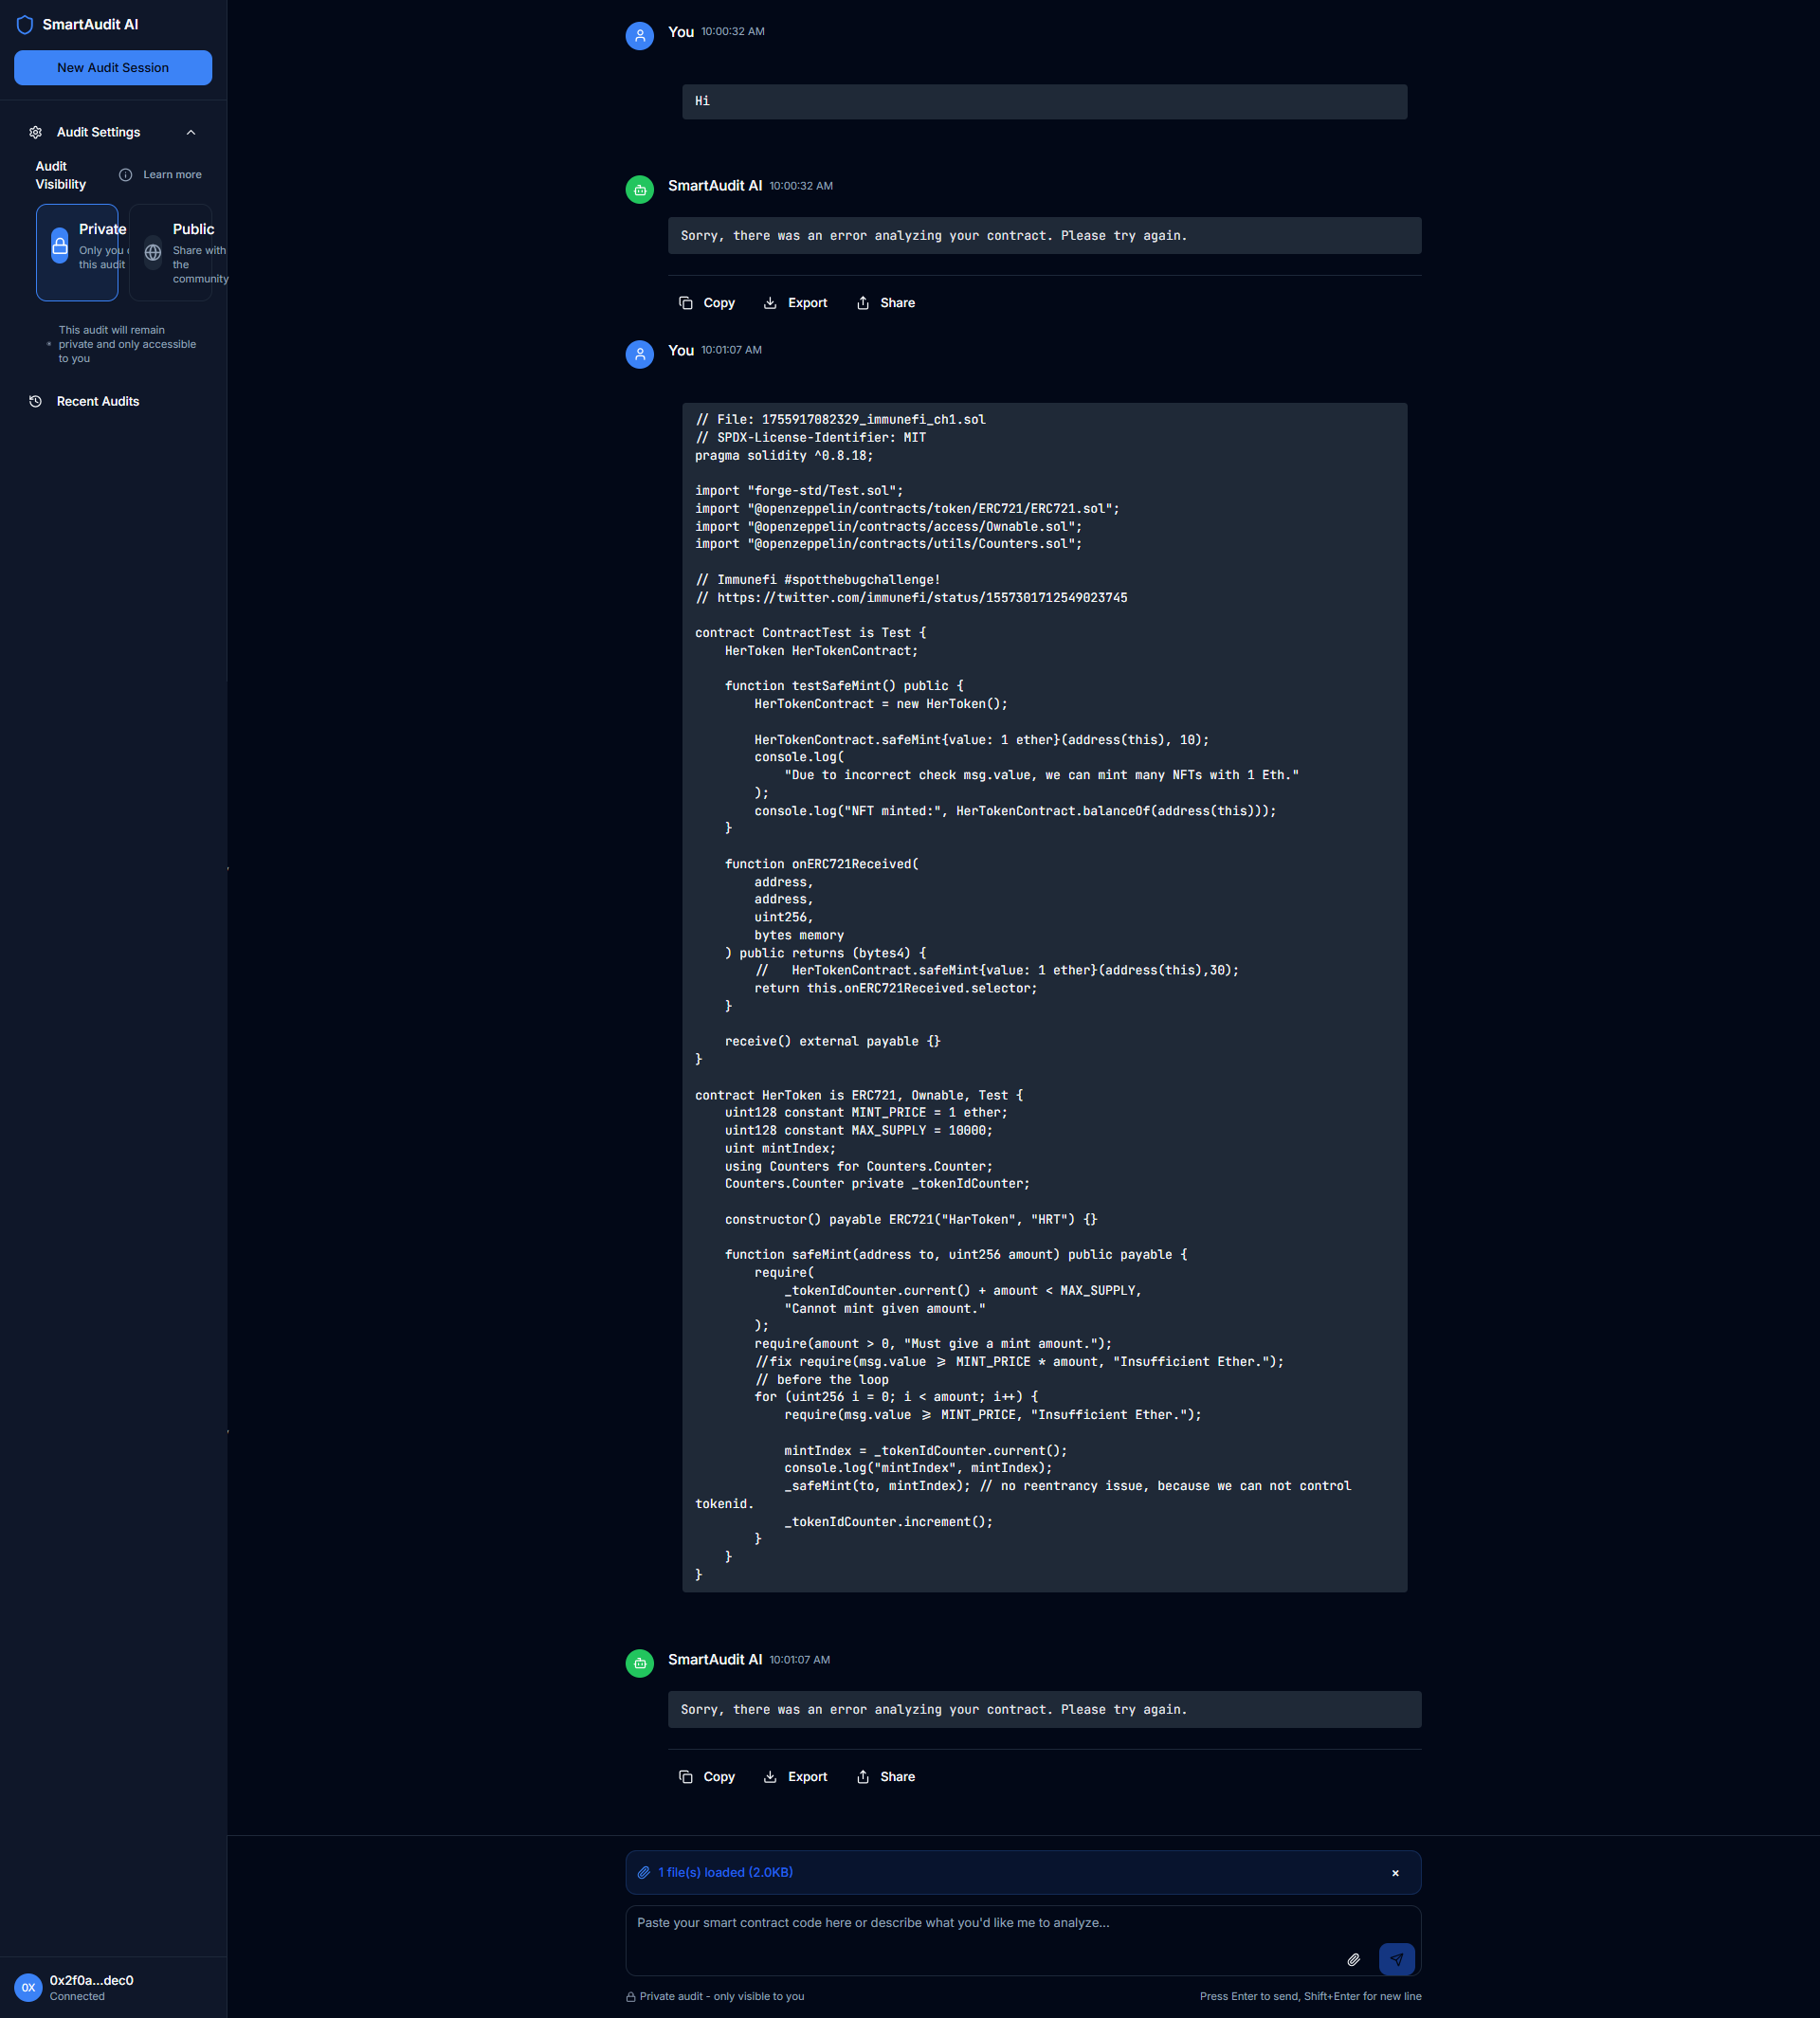 SmartAudit AI
New Audit Session
Audit Settings
Audit
Visibility
Learn more
Private
Only you
this audit
Public
Share with
the
community
This audit will remain
private and only accessible
to you
Recent Audits
0X
0x2f0a...dec0
Connected
You 10:00:32 AM
Hi
SmartAudit AI 10:00:32 AM
Sorry, there was an error analyzing your contract. Please try again.
Copy Export Share
You 10:01:07 AM
// File: 1755917082329_immunefi_ch1.sol
// SPDX-License-Identifier: MIT
pragma solidity ^0.8.18;
import "forge-std/Test.sol";
import "@openzeppelin/contracts/token/ERC721/ERC721.sol";
import "@openzeppelin/contracts/access/Ownable.sol";
import "@openzeppelin/contracts/utils/Counters.sol";
// Immunefi #spotthebugchallenge!
// https://twitter.com/immunefi/status/1557301712549023745
contract ContractTest is Test {
    HerToken HerTokenContract;
    function testSafeMint() public {
        HerTokenContract = new HerToken();
        HerTokenContract.safeMint{value: 1 ether}(address(this), 10);
        console.log(
            "Due to incorrect check msg.value, we can mint many NFTs with 1 Eth."
        );
        console.log("NFT minted:", HerTokenContract.balanceOf(address(this)));
    }
    function onERC721Received(
        address,
        address,
        uint256,
        bytes memory
    ) public returns (bytes4) {
        //   HerTokenContract.safeMint{value: 1 ether}(address(this),30);
        return this.onERC721Received.selector;
    }
    receive() external payable {}
}
contract HerToken is ERC721, Ownable, Test {
    uint128 constant MINT_PRICE = 1 ether;
    uint128 constant MAX_SUPPLY = 10000;
    uint mintIndex;
    using Counters for Counters.Counter;
    Counters.Counter private _tokenIdCounter;
    constructor() payable ERC721("HarToken", "HRT") {}
    function safeMint(address to, uint256 amount) public payable {
        require(
            _tokenIdCounter.current() + amount < MAX_SUPPLY,
            "Cannot mint given amount."
        );
        require(amount > 0, "Must give a mint amount.");
        //fix require(msg.value >= MINT_PRICE * amount, "Insufficient Ether.");
        // before the loop
        for (uint256 i = 0; i < amount; i++) {
            require(msg.value >= MINT_PRICE, "Insufficient Ether.");
            mintIndex = _tokenIdCounter.current();
            console.log("mintIndex", mintIndex);
            _safeMint(to, mintIndex); // no reentrancy issue, because we can not control
tokenid.
            _tokenIdCounter.increment();
        }
    }
}
SmartAudit AI 10:01:07 AM
Sorry, there was an error analyzing your contract. Please try again.
Copy Export Share
1 file(s) loaded (2.0KB)
Paste your smart contract code here or describe what you'd like me to analyze...
Private audit - only visible to you
Press Enter to send, Shift+Enter for new line